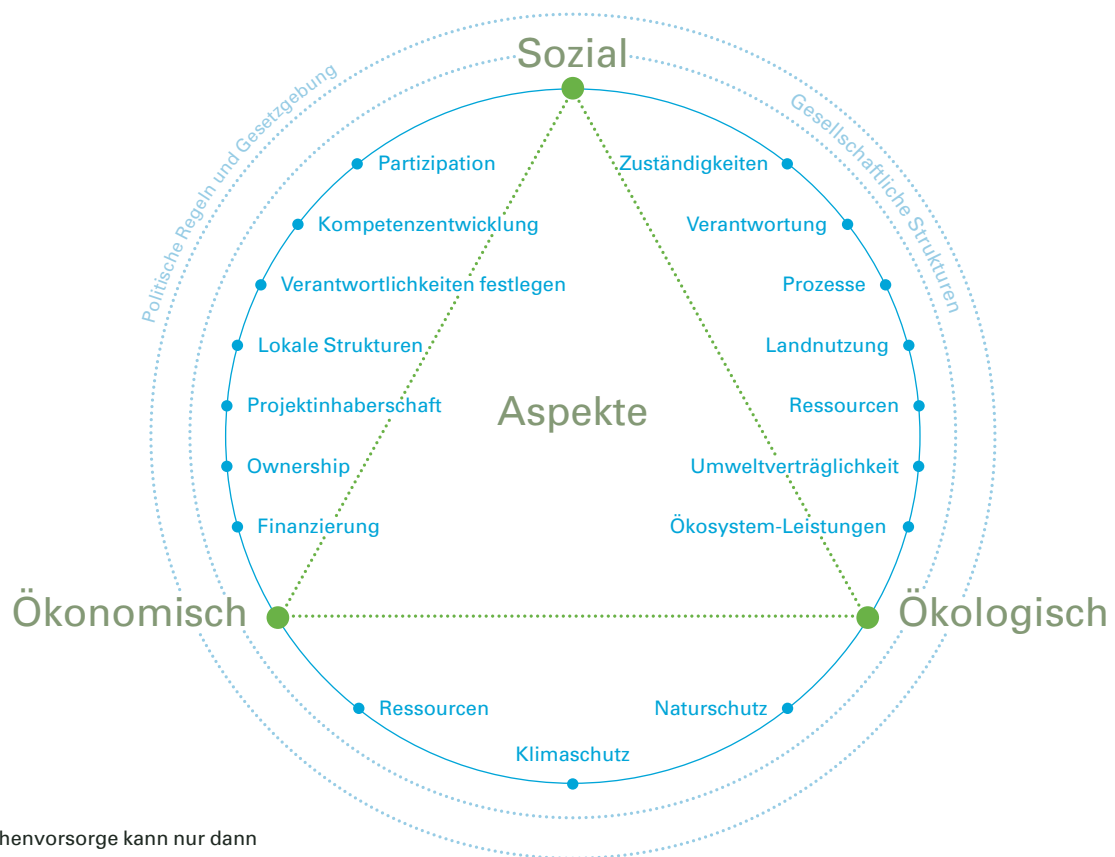 Sozial
Politische Regeln und Gesetzgebung
Gesellschaftliche Strukturen
Partizipation
Zuständigkeiten
Kompetenzentwicklung
Verantwortung
Verantwortlichkeiten festlegen
Prozesse
Lokale Strukturen
Landnutzung
Projektinhaberschaft
Aspekte
Ressourcen
Ownership
Umweltverträglichkeit
Finanzierung
Ökosystem-Leistungen
Ökonomisch
Ökologisch
Ressourcen
Naturschutz
Klimaschutz
henvorsorge kann nur dann